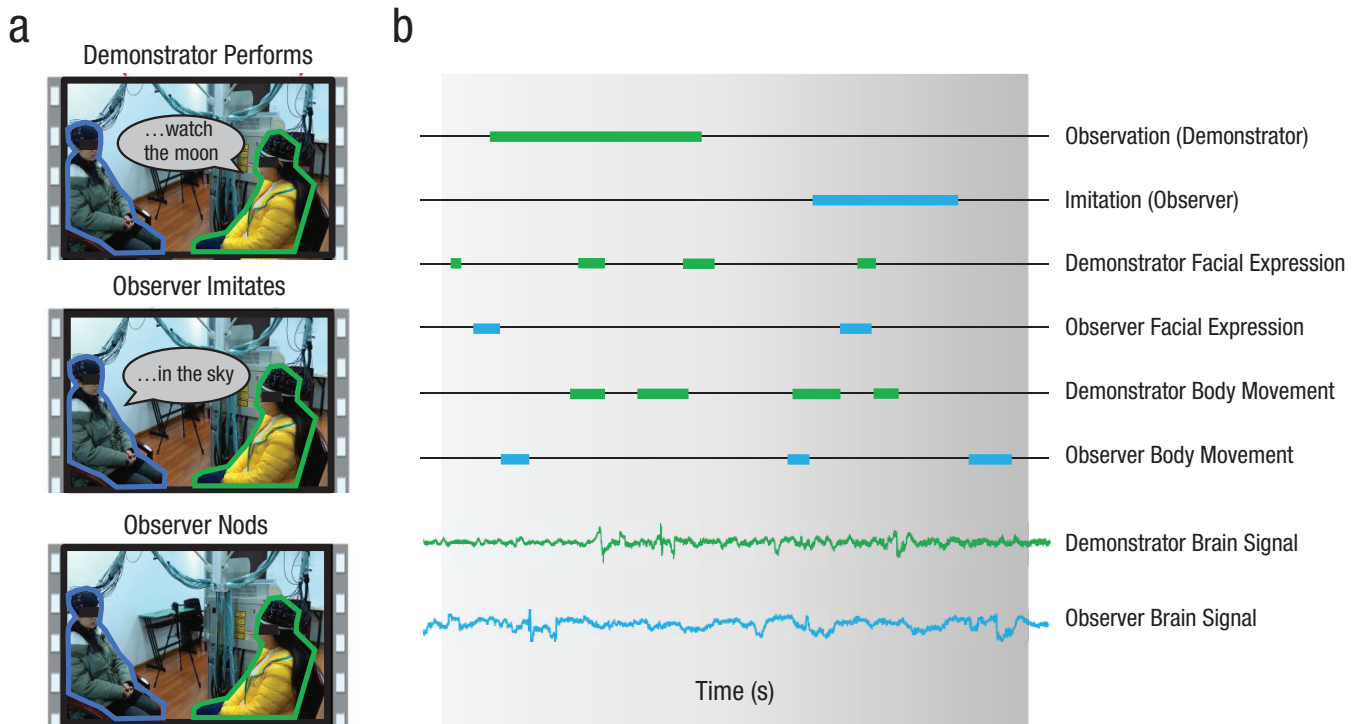 a
Demonstrator Performs
…watch
the moon
Observer Imitates
…in the sky
Observer Nods
b
Observation (Demonstrator)
Imitation (Observer)
Demonstrator Facial Expression
Observer Facial Expression
Demonstrator Body Movement
Observer Body Movement
Demonstrator Brain Signal
Observer Brain Signal
Time (s)